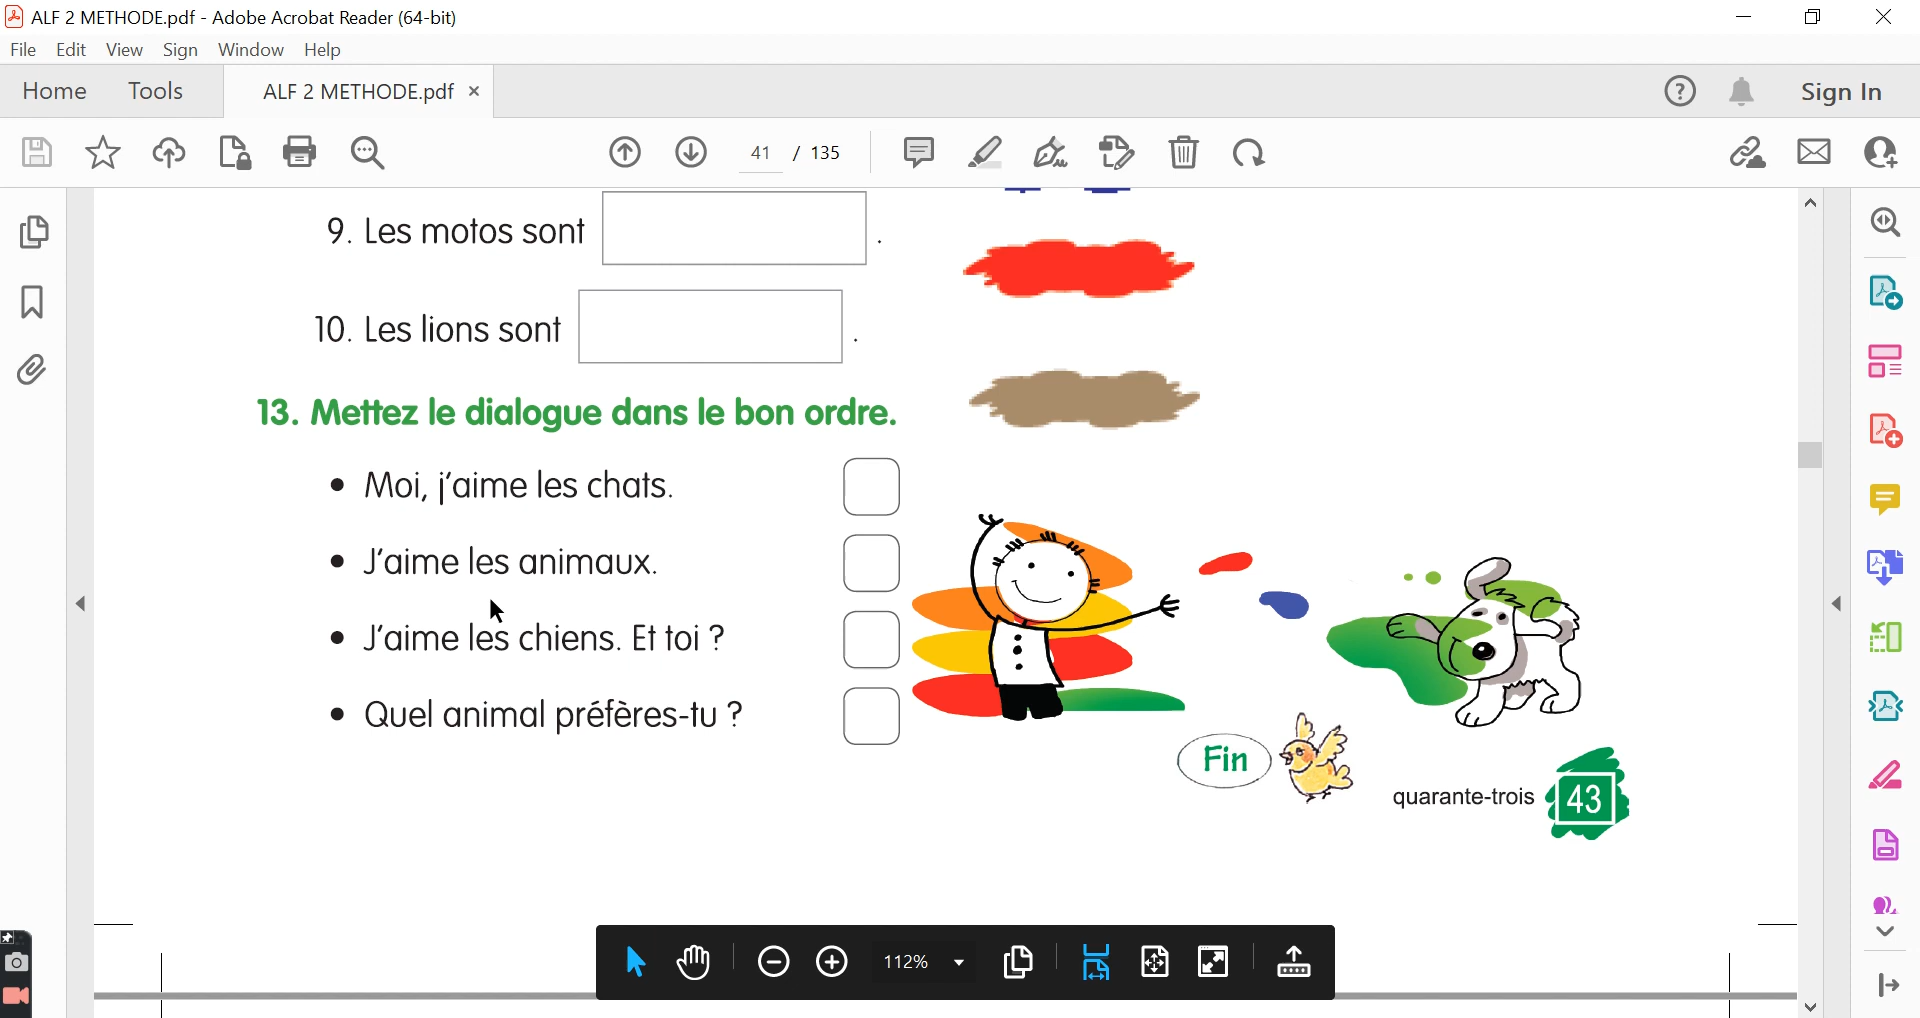 ALF 2 METHODE.pdf - Adobe Acrobat Reader (64-bit)
File Edit View Sign Window Help
Home Tools ALF 2 METHODE.pdf × Sign In
41 / 135
9. Les motos sont .
10. Les lions sont .
13. Mettez le dialogue dans le bon ordre.
• Moi, j'aime les chats.
• J'aime les animaux.
• J'aime les chiens. Et toi ?
• Quel animal préfères-tu ?
Fin
quarante-trois 43
112%